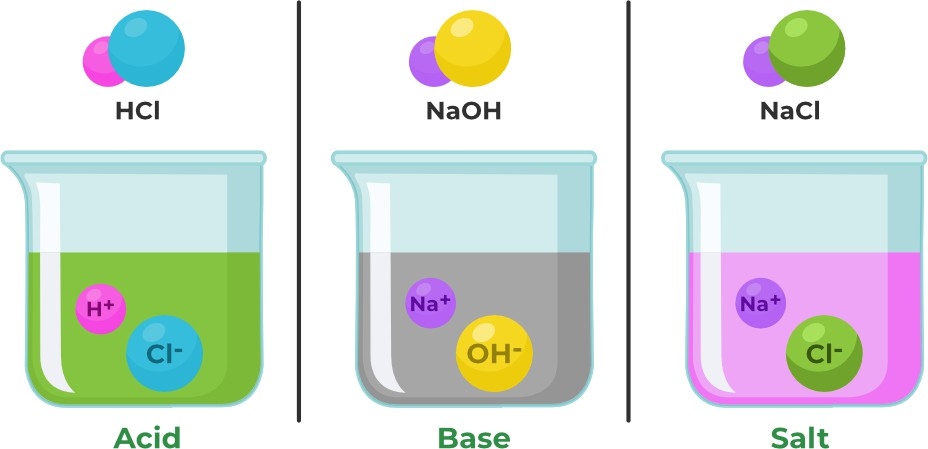 HCl
H+
Cl-
Acid
NaOH
Na+
OH-
Base
NaCl
Na+
Cl-
Salt